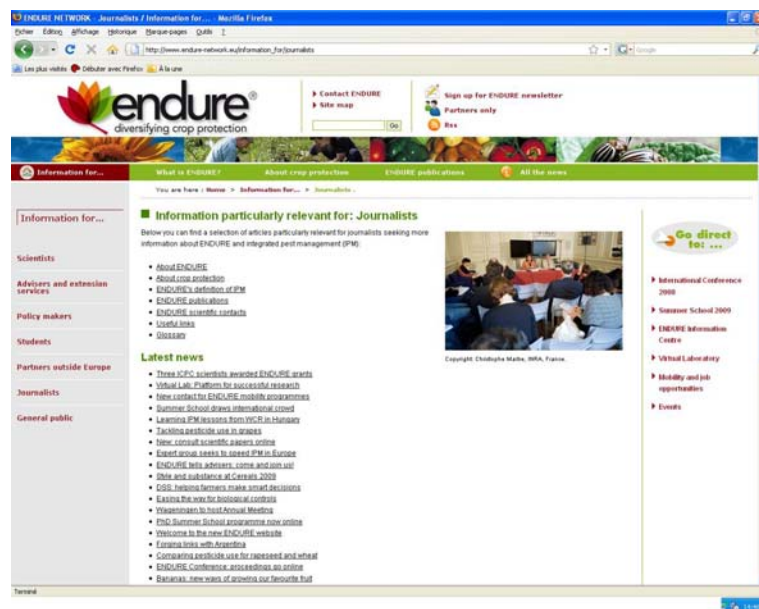 ENDURE NETWORK - Journalists / Information for... - Mozilla Firefox
Fichier Edition Affichage Historique Marque-pages Outils ?
http://www.endure-network.eu/information_for/journalists
Google
Les plus visités Débuter avec Firefox À la une
endure®
diversifying crop protection
Contact ENDURE
Site map
Go
Sign up for ENDURE newsletter
Partners only
Rss
Information for... What is ENDURE? About crop protection ENDURE publications All the news
You are here : Home > Information for... > Journalists .
Information for...
Scientists
Advisers and extension
services
Policy makers
Students
Partners outside Europe
Journalists
General public
Information particularly relevant for: Journalists
Below you can find a selection of articles particularly relevant for journalists seeking more
information about ENDURE and integrated pest management (IPM):
About ENDURE
About crop protection
ENDURE's definition of IPM
ENDURE publications
ENDURE scientific contacts
Useful links
Glossary
Copyright: Christophe Maitre, INRA, France.
Latest news
Three ICPC scientists awarded ENDURE grants
Virtual Lab: Platform for successful research
New contact for ENDURE mobility programmes
Summer School draws international crowd
Learning IPM lessons from WCR in Hungary
Tackling pesticide use in grapes
New: consult scientific papers online
Expert group seeks to speed IPM in Europe
ENDURE tells advisers: come and join us!
Style and substance at Cereals 2009
DSS: helping farmers make smart decisions
Easing the way for biological controls
Wageningen to host Annual Meeting
PhD Summer School programme now online
Welcome to the new ENDURE website
Forging links with Argentina
Comparing pesticide use for rapeseed and wheat
ENDURE Conference: proceedings go online
Bananas: new ways of growing our favourite fruit
Go direct
to: ...
International Conference
2008
Summer School 2009
ENDURE Information
Centre
Virtual Laboratory
Mobility and job
opportunities
Events
Terminé